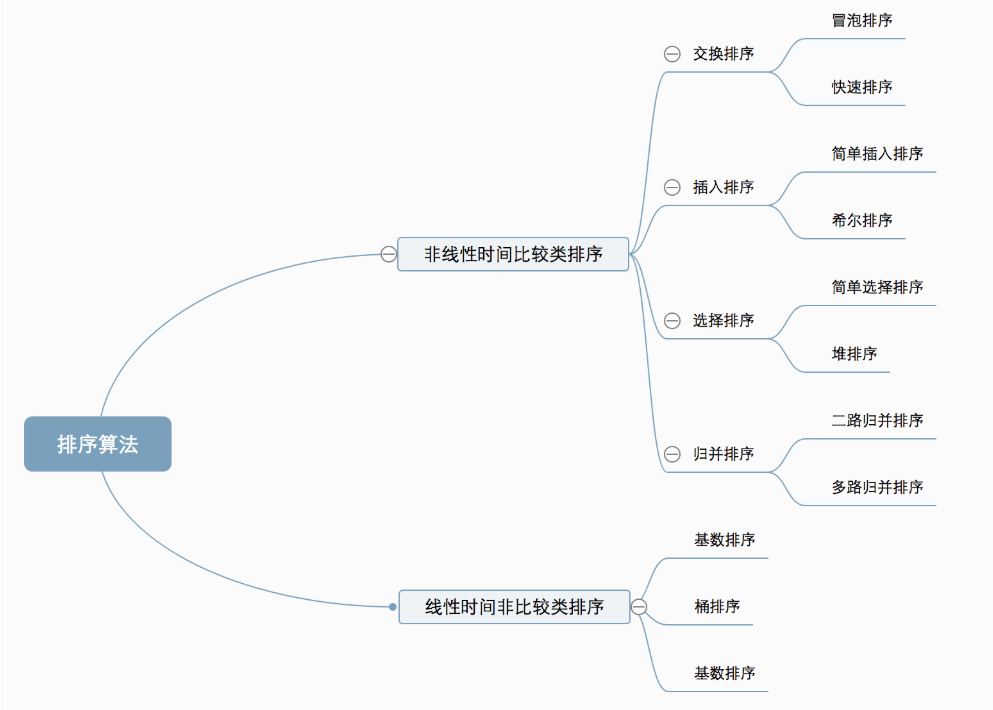 冒泡排序
交换排序
快速排序
简单插入排序
插入排序
希尔排序
非线性时间比较类排序
简单选择排序
选择排序
堆排序
二路归并排序
归并排序
多路归并排序
排序算法
基数排序
线性时间非比较类排序
桶排序
基数排序